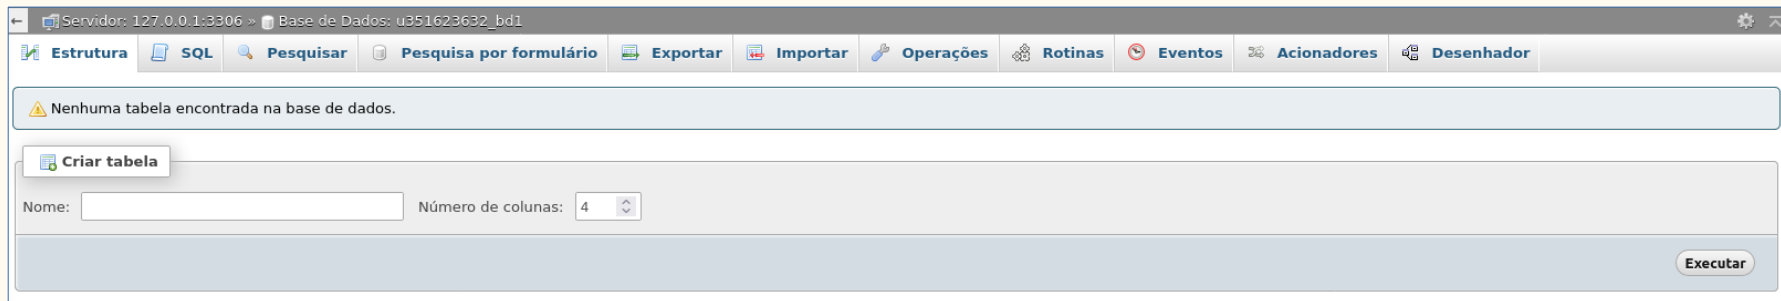 Servidor: 127.0.0.1:3306 » Base de Dados: u351623632_bd1
Estrutura SQL Pesquisar Pesquisa por formulário Exportar Importar Operações Rotinas Eventos Acionadores Desenhador
Nenhuma tabela encontrada na base de dados.
Criar tabela
Nome: Número de colunas: 4
Executar